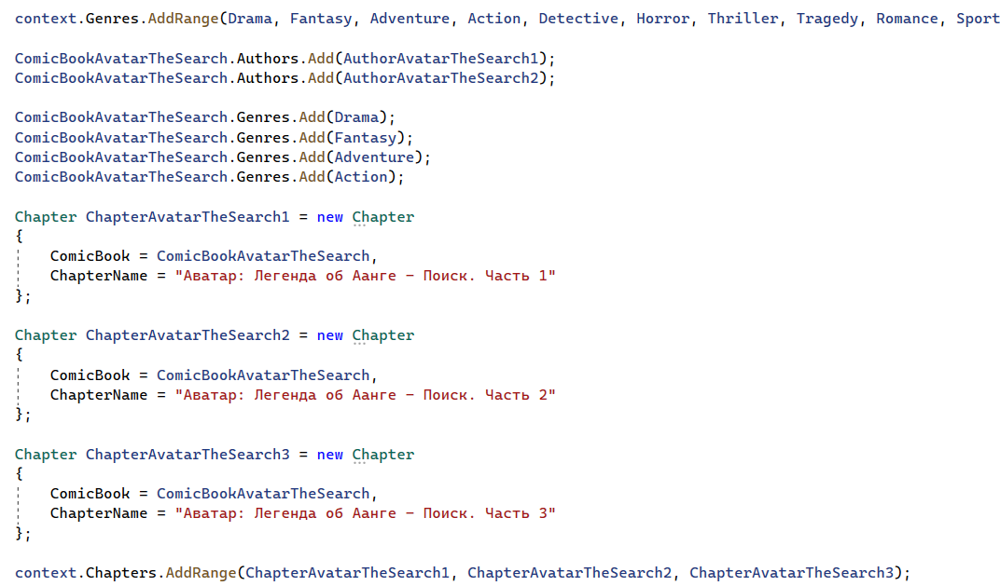 context.Genres.AddRange(Drama, Fantasy, Adventure, Action, Detective, Horror, Thriller, Tragedy, Romance, Sport
ComicBookAvatarTheSearch.Authors.Add(AuthorAvatarTheSearch1);
ComicBookAvatarTheSearch.Authors.Add(AuthorAvatarTheSearch2);
ComicBookAvatarTheSearch.Genres.Add(Drama);
ComicBookAvatarTheSearch.Genres.Add(Fantasy);
ComicBookAvatarTheSearch.Genres.Add(Adventure);
ComicBookAvatarTheSearch.Genres.Add(Action);
Chapter ChapterAvatarTheSearch1 = new Chapter
{
    ComicBook = ComicBookAvatarTheSearch,
    ChapterName = "Аватар: Легенда об Аанге – Поиск. Часть 1"
};
Chapter ChapterAvatarTheSearch2 = new Chapter
{
    ComicBook = ComicBookAvatarTheSearch,
    ChapterName = "Аватар: Легенда об Аанге – Поиск. Часть 2"
};
Chapter ChapterAvatarTheSearch3 = new Chapter
{
    ComicBook = ComicBookAvatarTheSearch,
    ChapterName = "Аватар: Легенда об Аанге – Поиск. Часть 3"
};
context.Chapters.AddRange(ChapterAvatarTheSearch1, ChapterAvatarTheSearch2, ChapterAvatarTheSearch3);